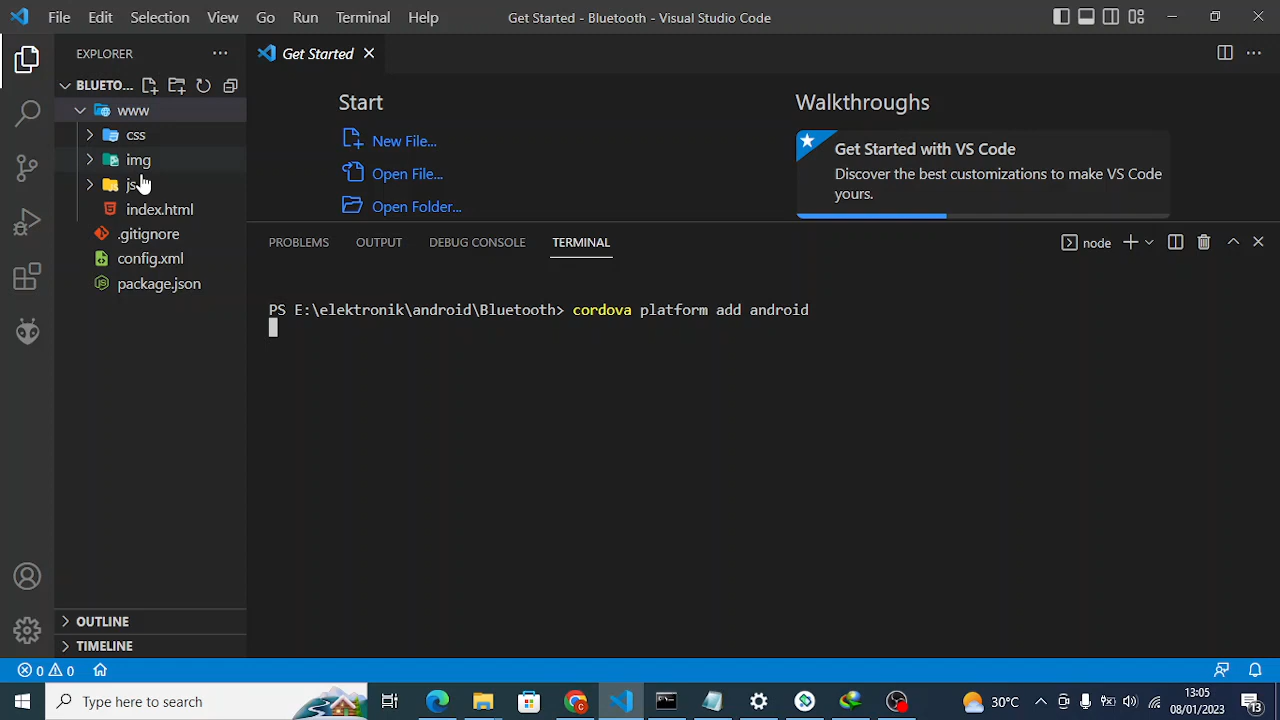 File Edit Selection View Go Run Terminal Help
Get Started - Bluetooth - Visual Studio Code
EXPLORER
BLUETO...
www
css
img
js
index.html
.gitignore
config.xml
package.json
OUTLINE
TIMELINE
Get Started
Start
New File...
Open File...
Open Folder...
Walkthroughs
Get Started with VS Code
Discover the best customizations to make VS Code
yours.
PROBLEMS OUTPUT DEBUG CONSOLE TERMINAL
node
PS E:\elektronik\android\Bluetooth> cordova platform add android
0 0
Type here to search
30°C
13:05
08/01/2023
13